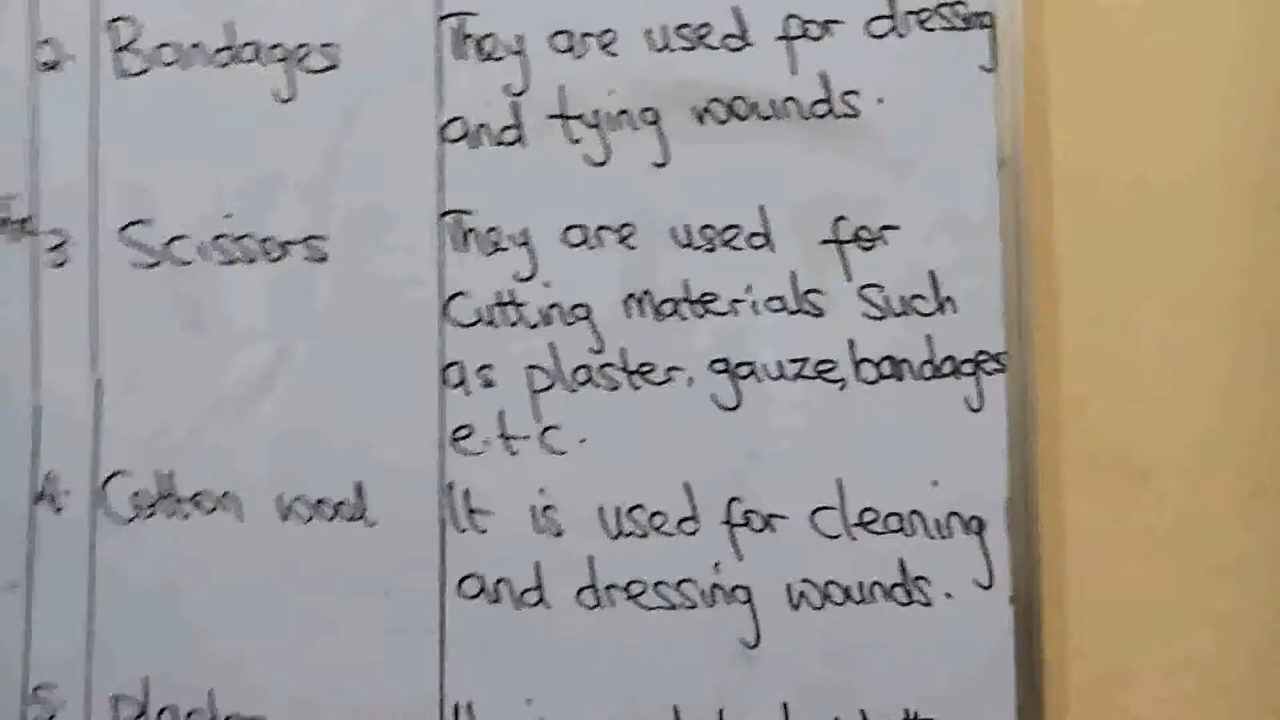 2. Bandages They are used for dressing
and tying wounds.
3 Scissors They are used for
Cutting materials Such
as plaster, gauze, bandages
e.t.c.
4. Cotton wool It is used for cleaning
and dressing wounds.
5.